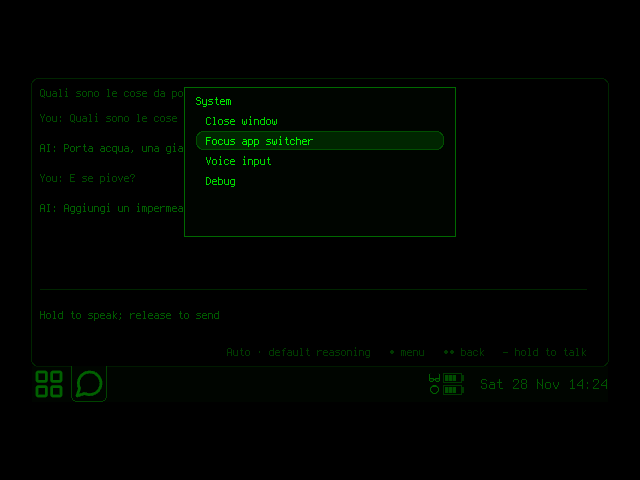 Quali sono le cose da po
System
You: Quali sono le cose
Close window
Focus app switcher
AI: Porta acqua, una gia
Voice input
You: E se piove?
Debug
AI: Aggiungi un impermea
Hold to speak; release to send
Auto · default reasoning • menu •• back — hold to talk
Sat 28 Nov 14:24